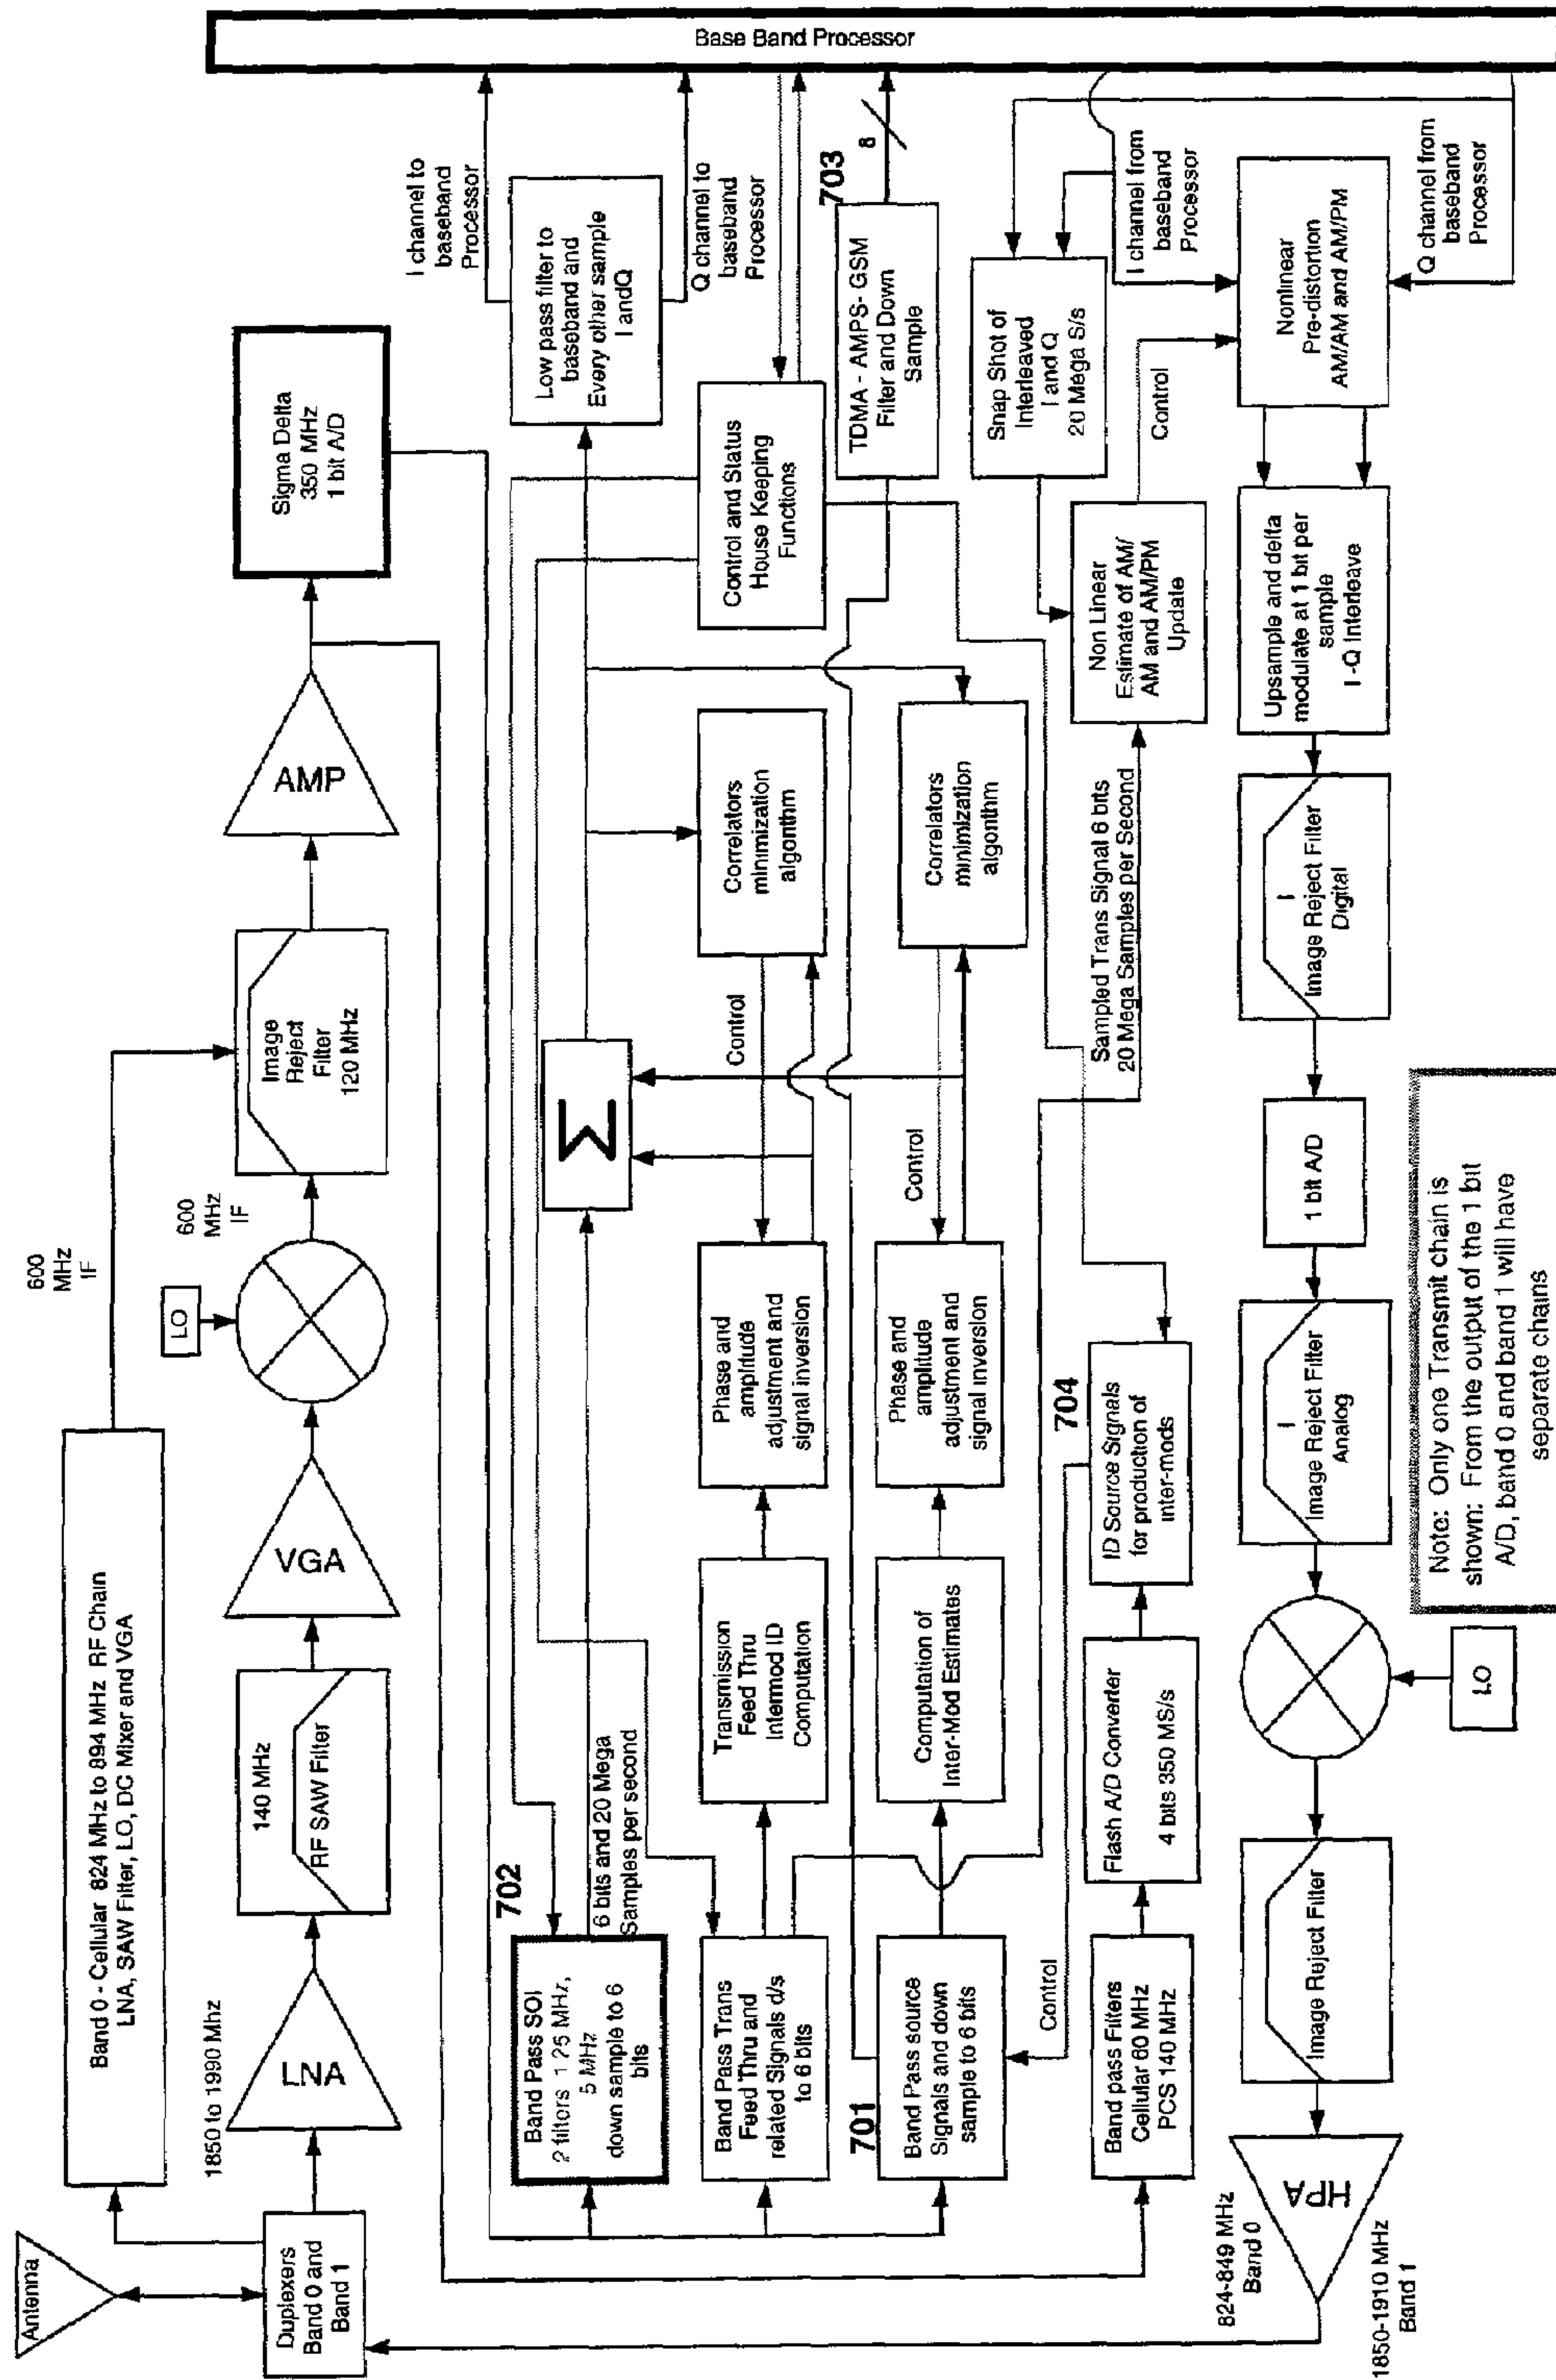 Antenna
Duplexers
Band 0 and
Band 1
Band 0 - Cellular 824 MHz to 894 MHz RF Chain
LNA, SAW Filter, LO, DC Mixer and VGA
600
MHz
IF
1850 to 1990 Mhz
LNA
140 MHz
RF SAW Filter
VGA
LO
600
MHz
IF
Image
Reject
Filter
120 MHz
AMP
Sigma Delta
350 MHz
1 bit A/D
Base Band Processor
I channel to
baseband
Processor
Low pass filter to
baseband and
Every other sample
I andQ
Q channel to
baseband
Processor
702
Band Pass SOI
2 filters 1 25 MHz,
5 MHz
down sample to 6
bits
6 bits and 20 Mega
Samples per second
Σ
Control and Status
House Keeping
Functions
Band Pass Trans
Feed Thru and
related Signals d/s
to 6 bits
Transmission
Feed Thru
Intermod ID
Computation
Phase and
amplitude
adjustment and
signal inversion
Control
Correlators
minimization
algorithm
703
TDMA - AMPS- GSM
Filter and Down
Sample
8
701
Band Pass source
Signals and down
sample to 6 bits
Computation of
Inter-Mod Estimates
Phase and
amplitude
adjustment and
signal inversion
Control
Correlators
minimization
algorithm
Snap Shot of
Interleaved
I and Q
20 Mega S/s
I channel from
baseband
Processor
Control
Band pass Filters
Cellular 60 MHz
PCS 140 MHz
Flash A/D Converter
4 bits 350 MS/s
704
ID Source Signals
for production of
inter-mods
Sampled Trans Signal 6 bits
20 Mega Samples per Second
Non Linear
Estimate of AM/
AM and AM/PM
Update
Control
824-849 MHz
Band 0
HPA
1850-1910 MHz
Band 1
Image Reject Filter
LO
I
Image Reject Filter
Analog
1 bit A/D
I
Image Reject Filter
Digital
Upsample and delta
modulate at 1 bit per
sample
I -Q Interleave
Nonlinear
Pre-distortion
AM/AM and AM/PM
Q channel from
baseband
Processor
Note: Only one Transmit chain is
shown: From the output of the 1 bit
A/D, band 0 and band 1 will have
separate chains